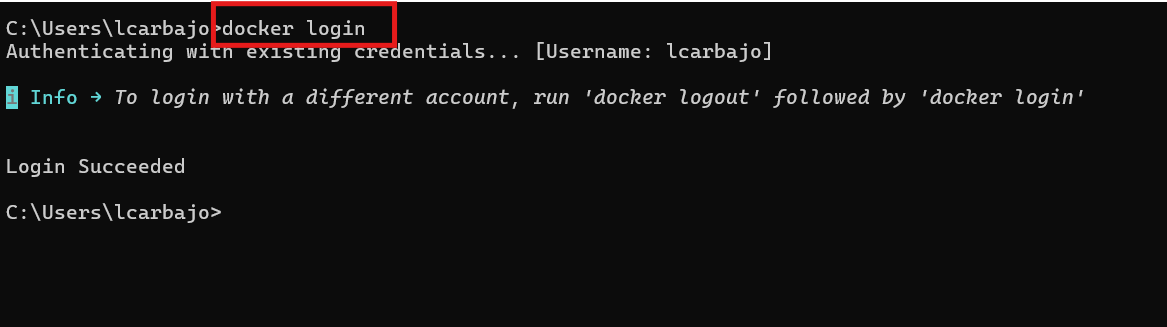 C:\Users\lcarbajo>docker login
Authenticating with existing credentials... [Username: lcarbajo]
i Info → To login with a different account, run 'docker logout' followed by 'docker login'
Login Succeeded
C:\Users\lcarbajo>